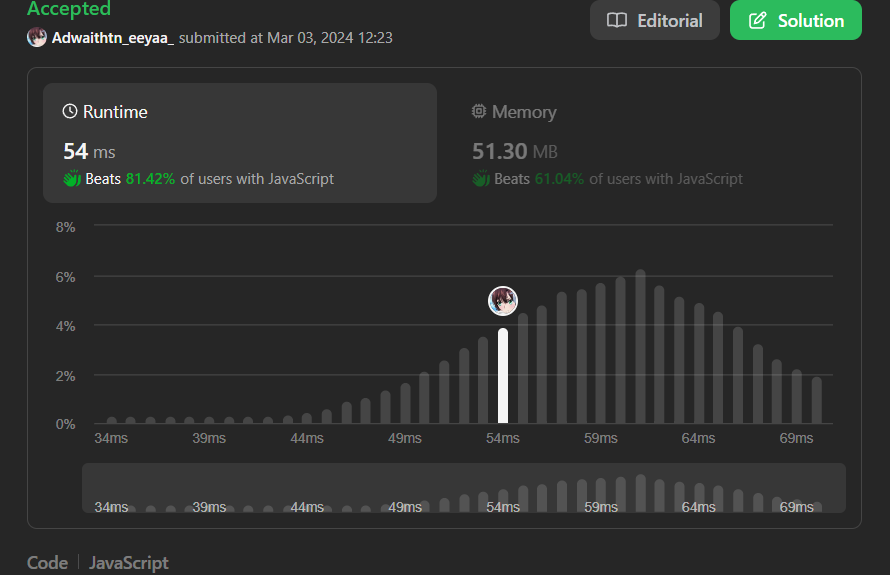 Accepted
Editorial
Solution
Adwaithtn_eeyaa_ submitted at Mar 03, 2024 12:23
Runtime
54 ms
Beats 81.42% of users with JavaScript
Memory
51.30 MB
Beats 61.04% of users with JavaScript
8%
6%
4%
2%
0%
34ms 39ms 44ms 49ms 54ms 59ms 64ms 69ms
34ms 39ms 44ms 49ms 54ms 59ms 64ms 69ms
Code JavaScript